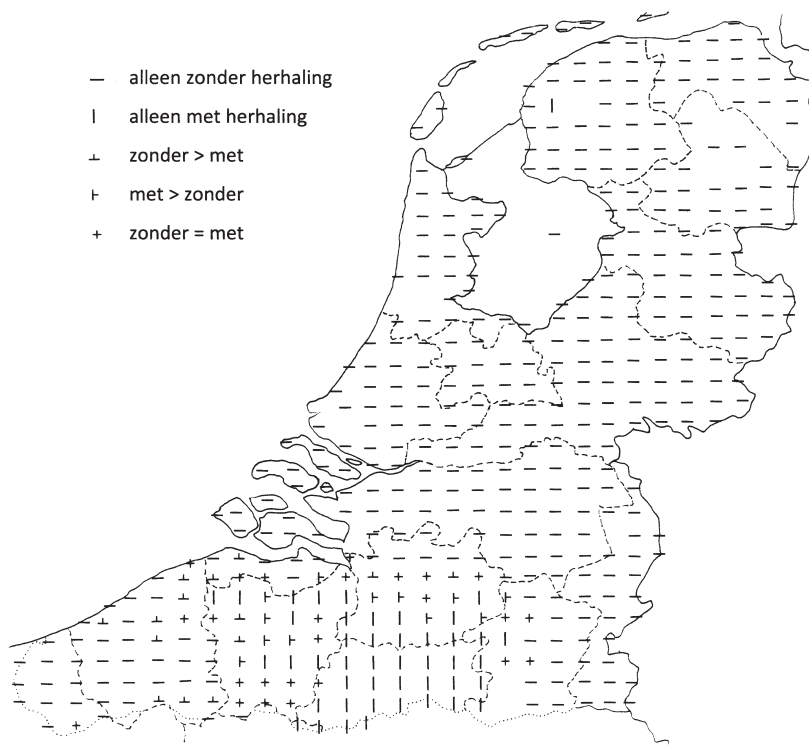 alleen zonder herhaling
alleen met herhaling
zonder > met
met > zonder
zonder = met